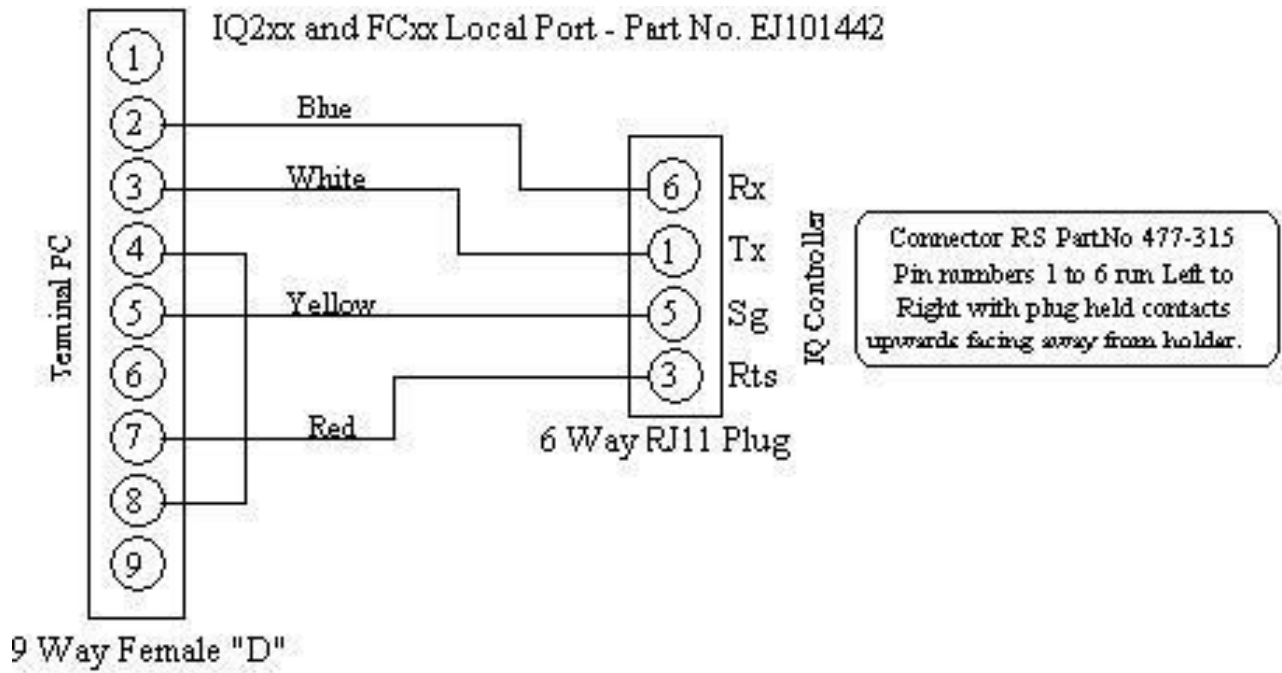 IQ2xx and FCxx Local Port - Part No. EJ101442
1
2
3
4
5
6
7
8
9
Terminal PC
9 Way Female "D"
Blue
White
Yellow
Red
6 Rx
1 Tx
5 Sg
3 Rts
6 Way RJ11 Plug
IQ Controller
Connector RS PartNo 477-315
Pin numbers 1 to 6 run Left to
Right with plug held contacts
upwards facing away from holder.